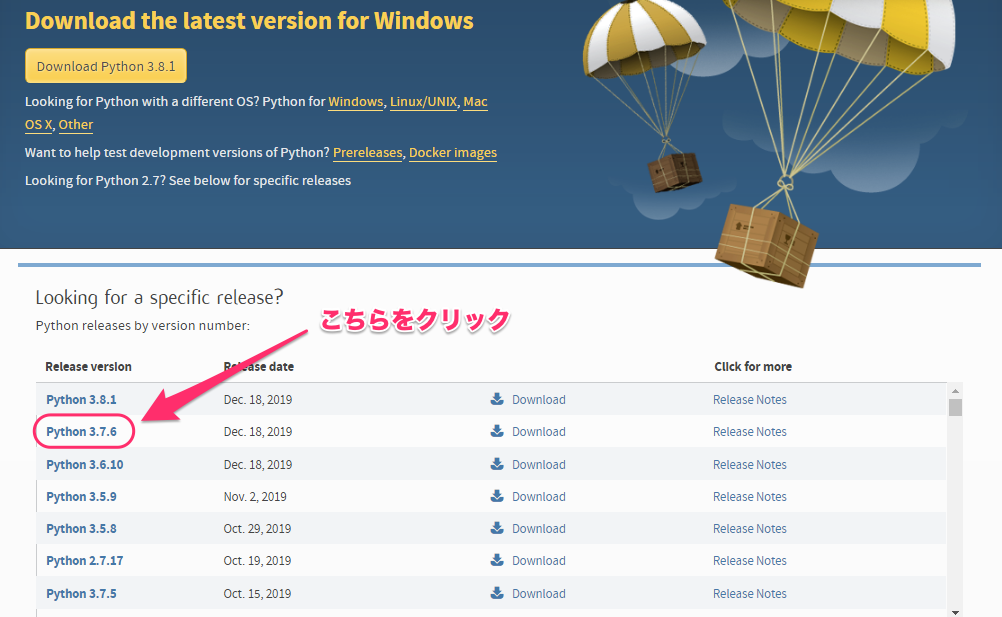 Download the latest version for Windows
Download Python 3.8.1
Looking for Python with a different OS? Python for Windows, Linux/UNIX, Mac
OS X, Other
Want to help test development versions of Python? Prereleases, Docker images
Looking for Python 2.7? See below for specific releases
Looking for a specific release?
Python releases by version number:
こちらをクリック
Release version Release date Click for more
Python 3.8.1 Dec. 18, 2019 Download Release Notes
Python 3.7.6 Dec. 18, 2019 Download Release Notes
Python 3.6.10 Dec. 18, 2019 Download Release Notes
Python 3.5.9 Nov. 2, 2019 Download Release Notes
Python 3.5.8 Oct. 29, 2019 Download Release Notes
Python 2.7.17 Oct. 19, 2019 Download Release Notes
Python 3.7.5 Oct. 15, 2019 Download Release Notes